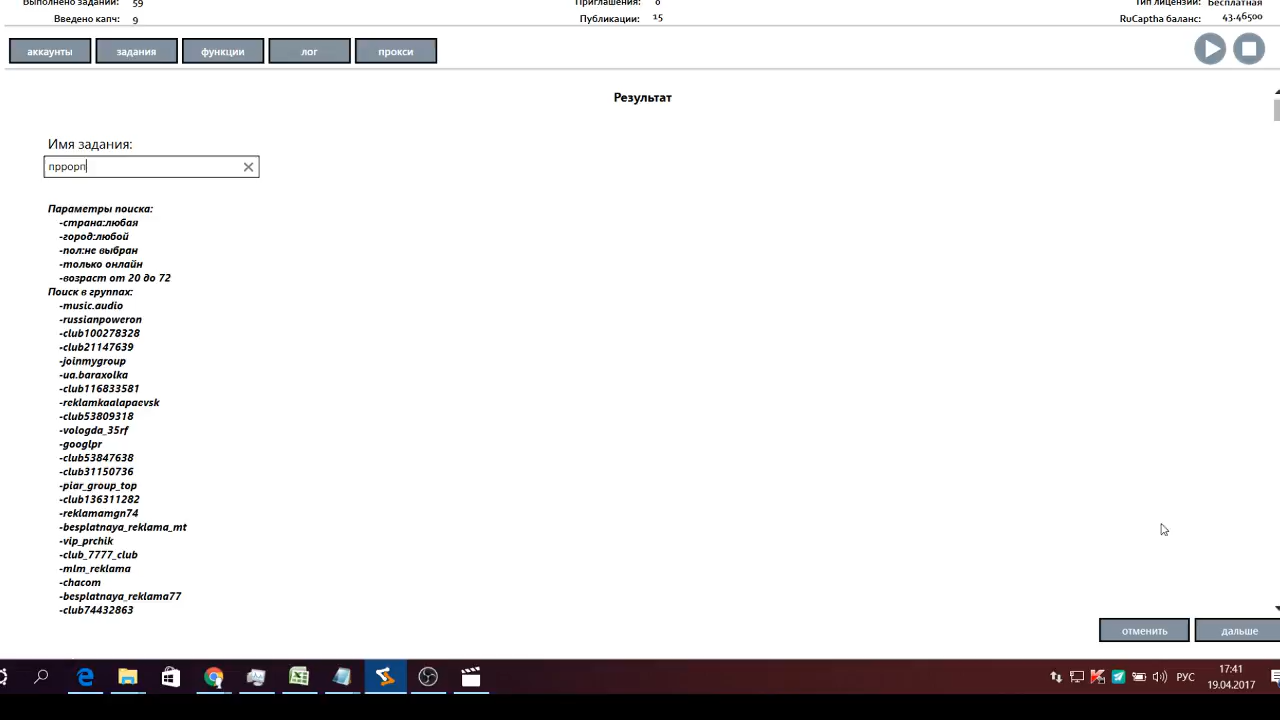 Выполнено заданий: 59 Приглашения: 0 Тип лицензии: Бесплатная
Введено капч: 9 Публикации: 15 RuCaptha баланс: 43.46500
аккаунты задания функции лог прокси
Результат
Имя задания:
пррорп
Параметры поиска:
-страна:любая
-город:любой
-пол:не выбран
-только онлайн
-возраст от 20 до 72
Поиск в группах:
-music.audio
-russianpoweron
-club100278328
-club21147639
-joinmygroup
-ua.baraxolka
-club116833581
-reklamkaalapaevsk
-club53809318
-vologda_35rf
-googlpr
-club53847638
-club31150736
-piar_group_top
-club136311282
-reklamamgn74
-besplatnaya_reklama_mt
-vip_prchik
-club_7777_club
-mlm_reklama
-chacom
-besplatnaya_reklama77
-club74432863
отменить дальше
РУС 17:41
19.04.2017